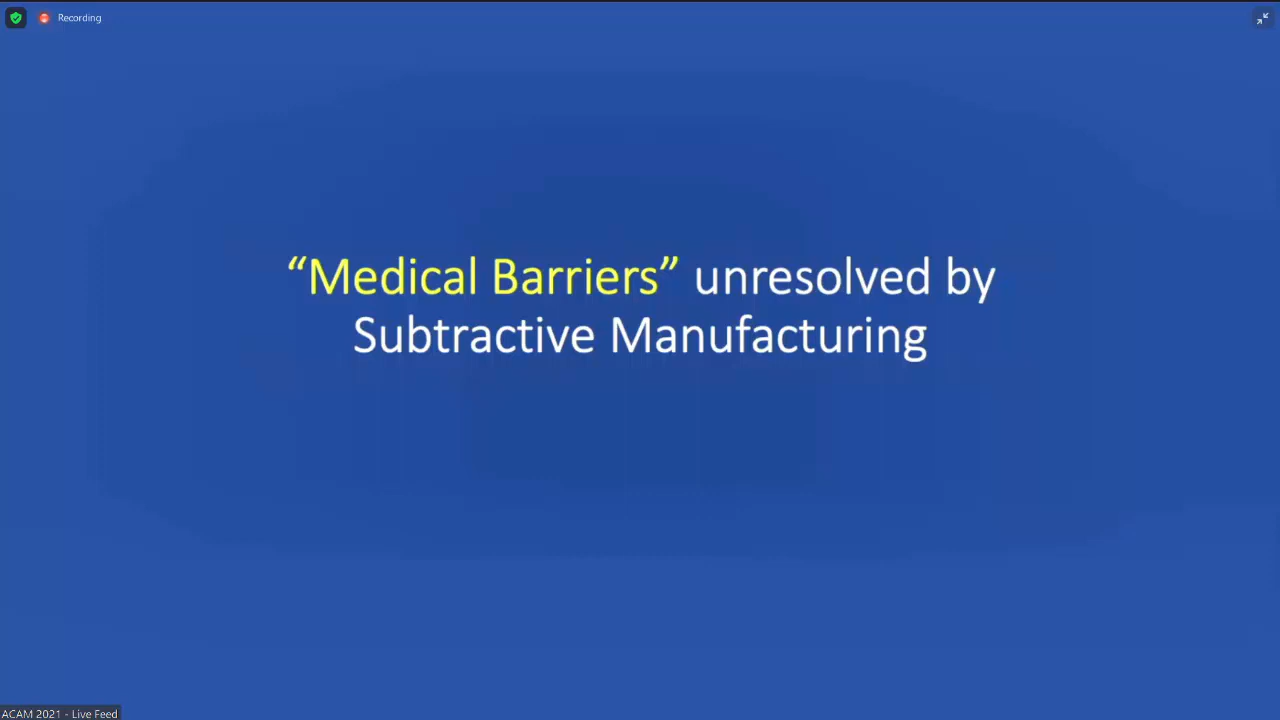 Recording
“Medical Barriers” unresolved by
Subtractive Manufacturing
ACAM 2021 - Live Feed